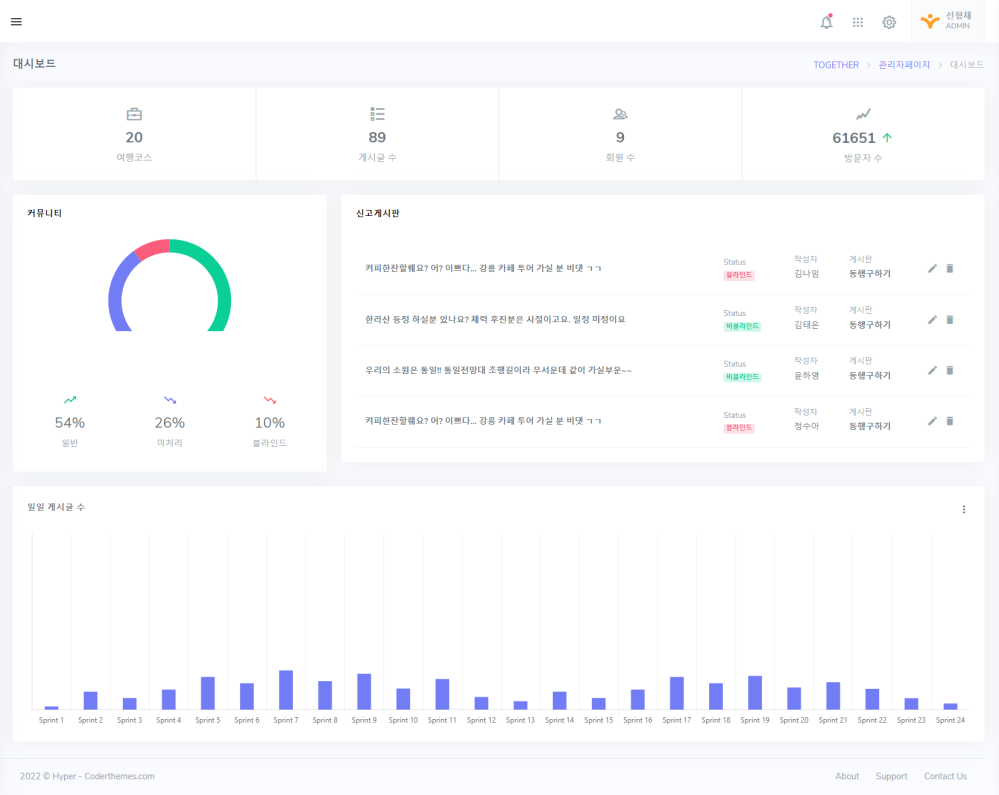 선형채
ADMIN
대시보드
TOGETHER > 관리자페이지 > 대시보드
20
여행코스
89
게시글 수
9
회원 수
61651
방문자 수
커뮤니티
54%
일반
26%
미처리
10%
블라인드
신고게시판
커피한잔할래요? 어? 이쁘다... 강릉 카페 투어 가실 분 비댓 ㄱㄱ
Status
블라인드
작성자
김나임
게시판
동행구하기
한라산 등정 하실분 있나요? 체력 후진분은 사절이고요. 일정 미정이요
Status
비블라인드
작성자
김태은
게시판
동행구하기
우리의 소원은 통일!! 통일전망대 초행길이라 무서운데 같이 가실부운~~
Status
비블라인드
작성자
윤하영
게시판
동행구하기
커피한잔할래요? 어? 이쁘다... 강릉 카페 투어 가실 분 비댓 ㄱㄱ
Status
블라인드
작성자
정수아
게시판
동행구하기
일일 게시글 수
Sprint 1 Sprint 2 Sprint 3 Sprint 4 Sprint 5 Sprint 6 Sprint 7 Sprint 8 Sprint 9 Sprint 10 Sprint 11 Sprint 12 Sprint 13 Sprint 14 Sprint 15 Sprint 16 Sprint 17 Sprint 18 Sprint 19 Sprint 20 Sprint 21 Sprint 22 Sprint 23 Sprint 24
2022 © Hyper - Coderthemes.com
About Support Contact Us